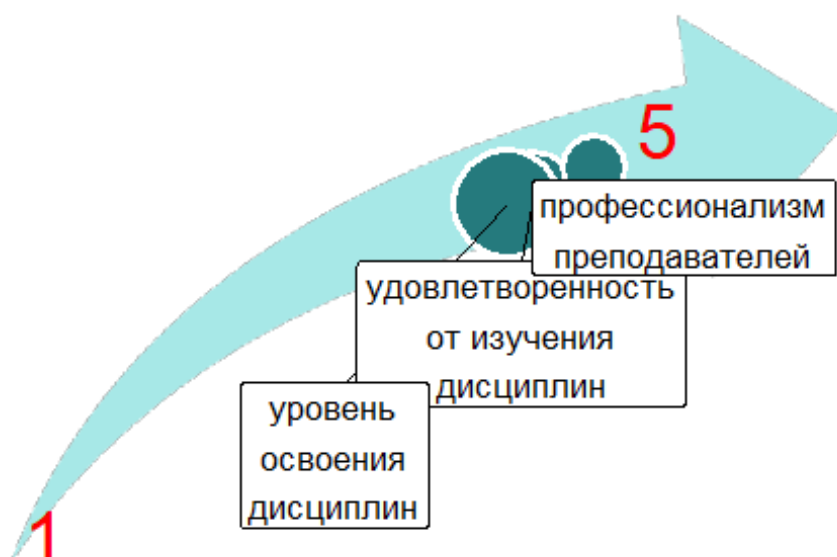 5
профессионализм
преподавателей
удовлетворенность
от изучения
дисциплин
уровень
освоения
дисциплин
1